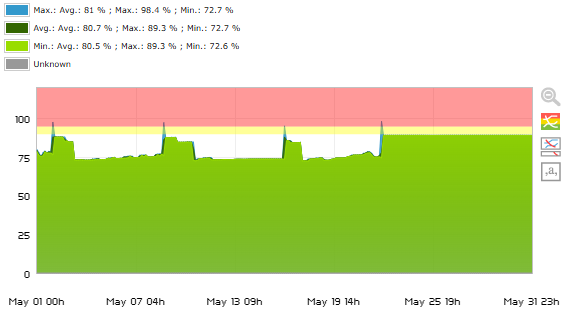 Max.: Avg.: 81 % ; Max.: 98.4 % ; Min.: 72.7 %
Avg.: Avg.: 80.7 % ; Max.: 89.3 % ; Min.: 72.7 %
Min.: Avg.: 80.5 % ; Max.: 89.3 % ; Min.: 72.6 %
Unknown
100
75
50
25
0
,a,
May 01 00h May 07 04h May 13 09h May 19 14h May 25 19h May 31 23h